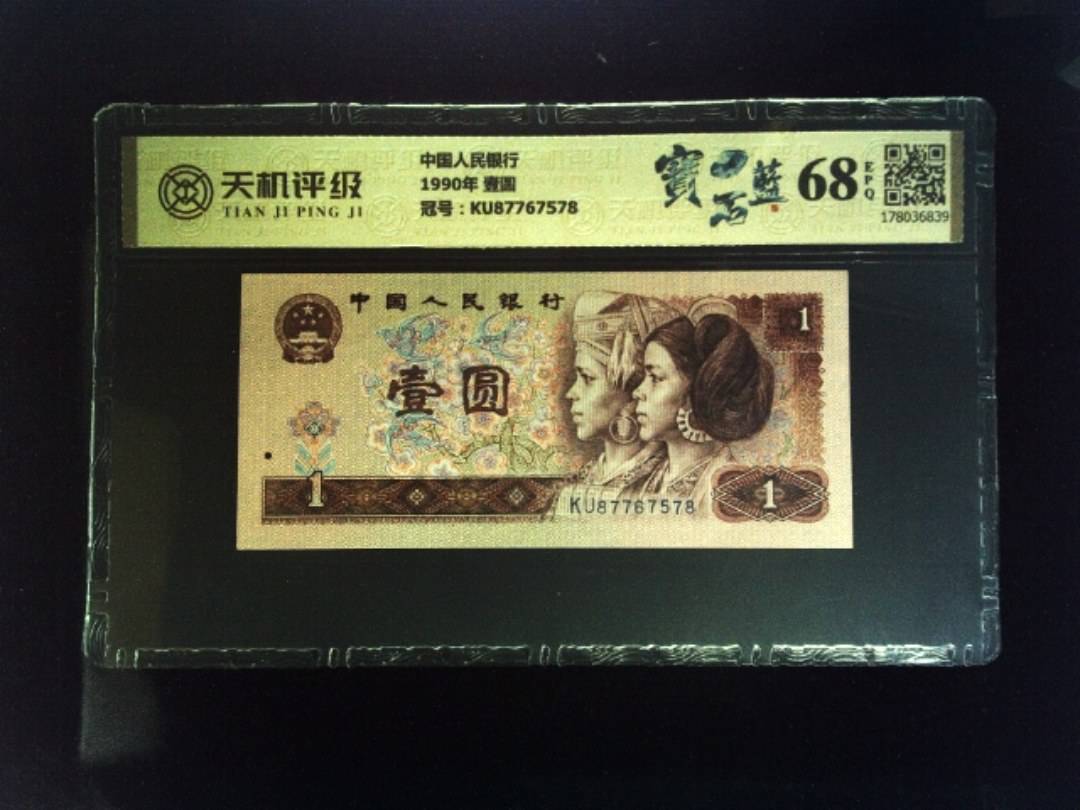 天机评级
TIAN JI PING JI
中国人民银行
1990年 壹圆
冠号：KU87767578
寶石蓝
68
EPQ
178036839
中国人民银行
1
壹圆
1
KU87767578
1